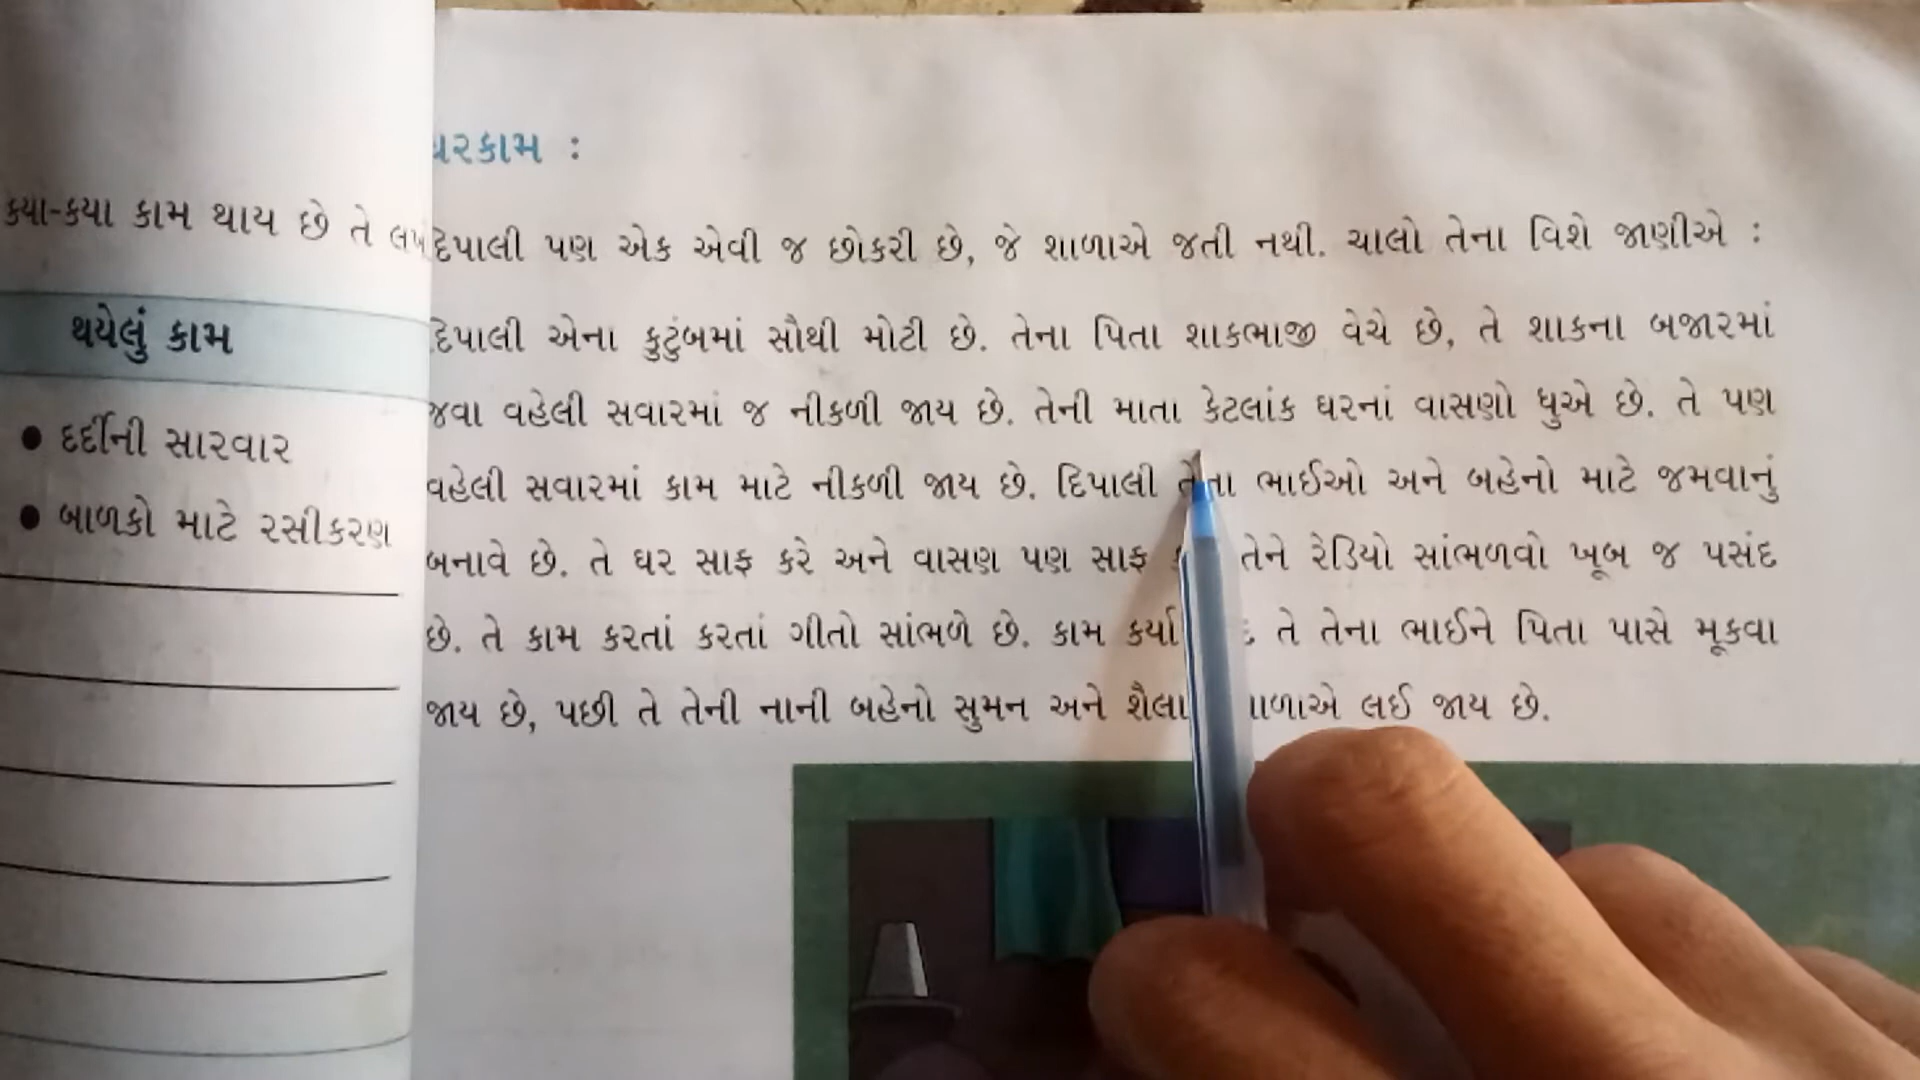 ક્યા-ક્યા કામ થાય છે તે
થયેલું કામ
● દર્દીની સારવાર
● બાળકો માટે રસીકરણ
ઘરકામ :
દિપાલી પણ એક એવી જ છોકરી છે, જે શાળાએ જતી નથી. ચાલો તેના વિશે જાણીએ :
દિપાલી એના કુટુંબમાં સૌથી મોટી છે. તેના પિતા શાકભાજી વેચે છે, તે શાકના બજારમાં
જવા વહેલી સવારમાં જ નીકળી જાય છે. તેની માતા કેટલાંક ઘરનાં વાસણો ધુએ છે. તે પણ
વહેલી સવારમાં કામ માટે નીકળી જાય છે. દિપાલી તેના ભાઈઓ અને બહેનો માટે જમવાનું
બનાવે છે. તે ઘર સાફ કરે અને વાસણ પણ સાફ તેને રેડિયો સાંભળવો ખૂબ જ પસંદ
છે. તે કામ કરતાં કરતાં ગીતો સાંભળે છે. કામ કર્યા તે તેના ભાઈને પિતા પાસે મૂકવા
જાય છે, પછી તે તેની નાની બહેનો સુમન અને શૈલા લઈ જાય છે.